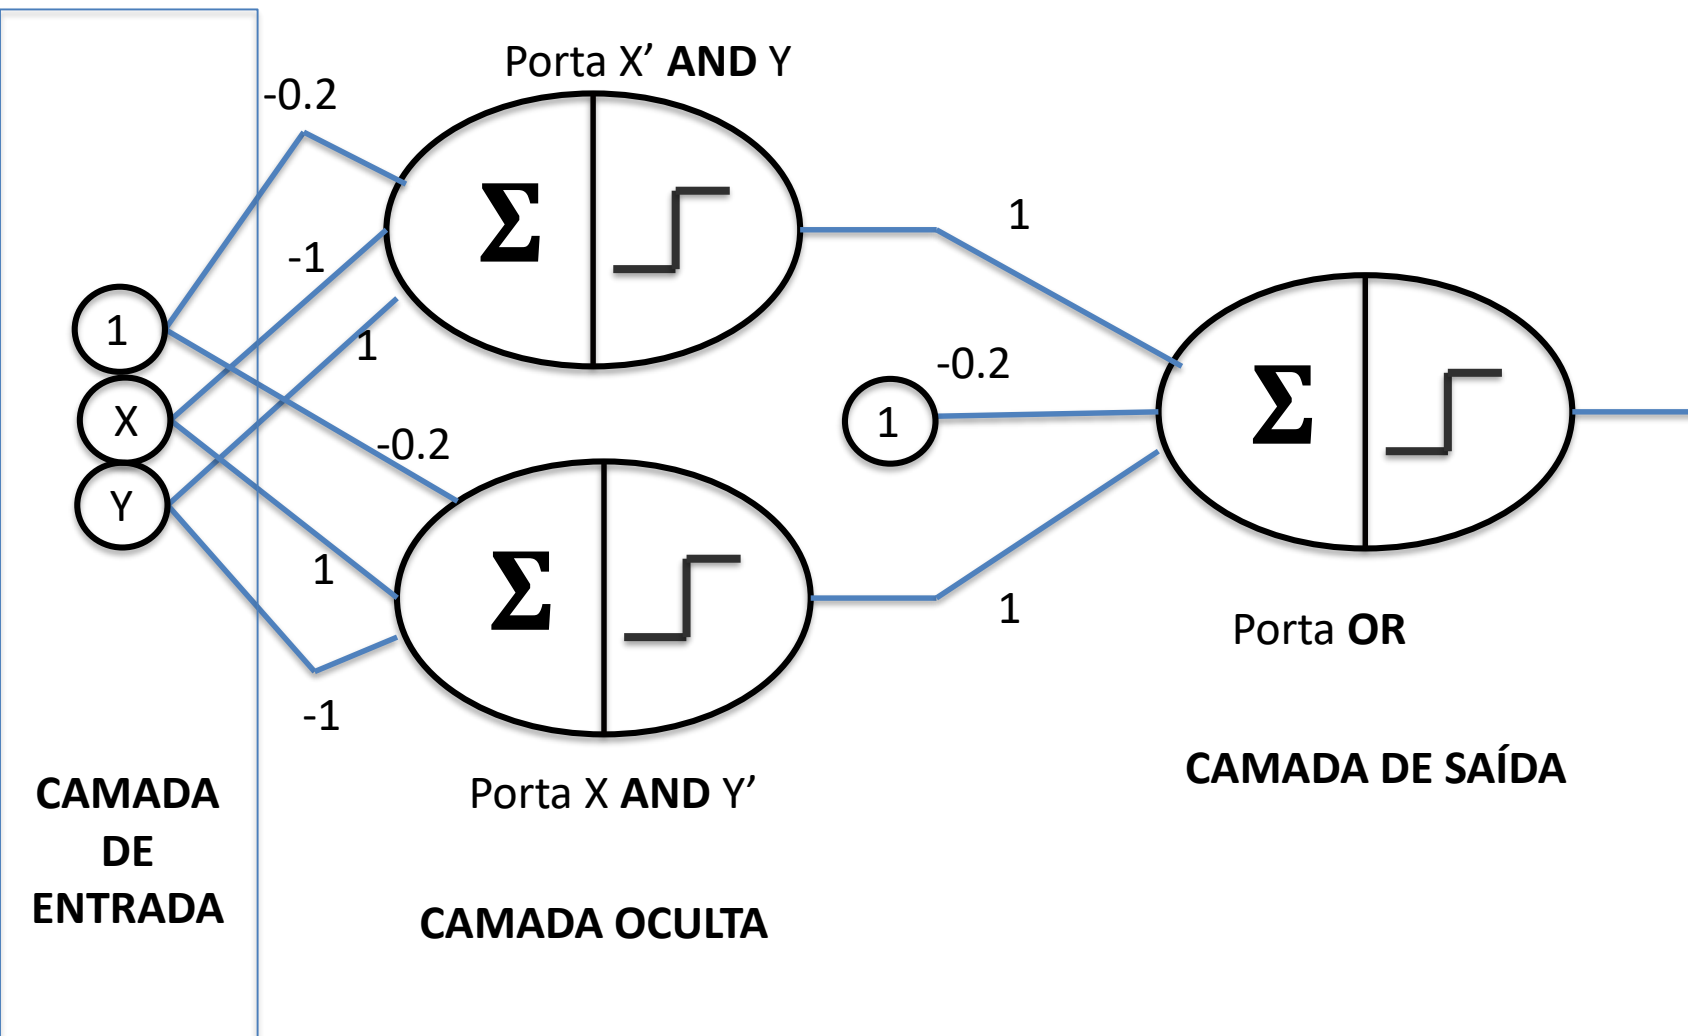 Porta X’ AND Y
-0.2
-1
1
1
X
Y
1
-0.2
1
-1
Σ
Σ
1
-0.2
1
1
Σ
Porta OR
Porta X AND Y’
CAMADA DE SAÍDA
CAMADA
DE
ENTRADA
CAMADA OCULTA